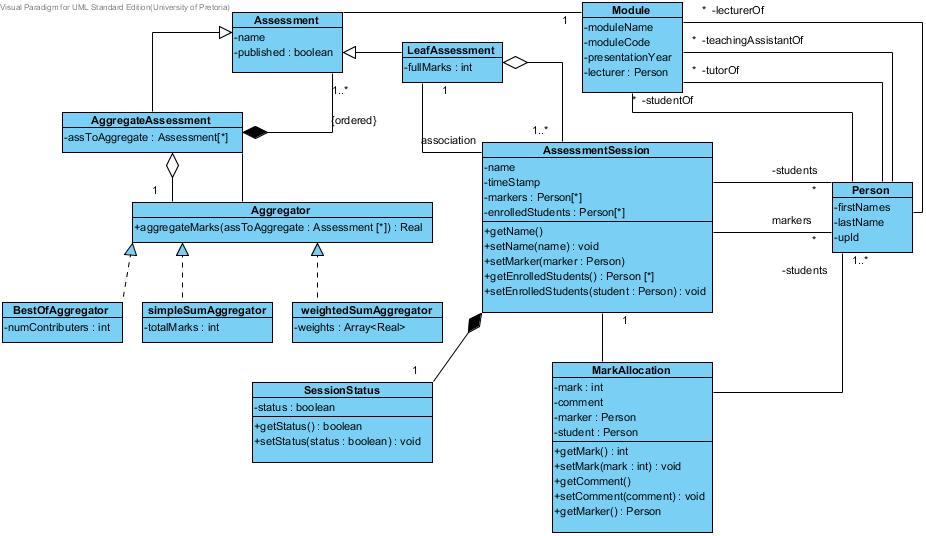 Visual Paradigm for UML Standard Edition(University of Pretoria)
Assessment
-name
-published : boolean
1
Module
-moduleName
-moduleCode
-presentationYear
-lecturer : Person
* -lecturerOf
* -teachingAssistantOf
* -tutorOf
* -studentOf
LeafAssessment
-fullMarks : int
1
1..*
{ordered}
association
1..*
AggregateAssessment
-assToAggregate : Assessment[*]
1
Aggregator
+aggregateMarks(assToAggregate : Assessment [*]) : Real
BestOfAggregator
-numContributers : int
simpleSumAggregator
-totalMarks : int
weightedSumAggregator
-weights : Array<Real>
AssessmentSession
-name
-timeStamp
-markers : Person[*]
-enrolledStudents : Person[*]
+getName()
+setName(name) : void
+setMarker(marker : Person)
+getEnrolledStudents() : Person [*]
+setEnrolledStudents(student : Person) : void
-students
*
markers
*
Person
-firstNames
-lastName
-upId
1..*
-students
1
1
SessionStatus
-status : boolean
+getStatus() : boolean
+setStatus(status : boolean) : void
MarkAllocation
-mark : int
-comment
-marker : Person
-student : Person
+getMark() : int
+setMark(mark : int) : void
+getComment()
+setComment(comment) : void
+getMarker() : Person